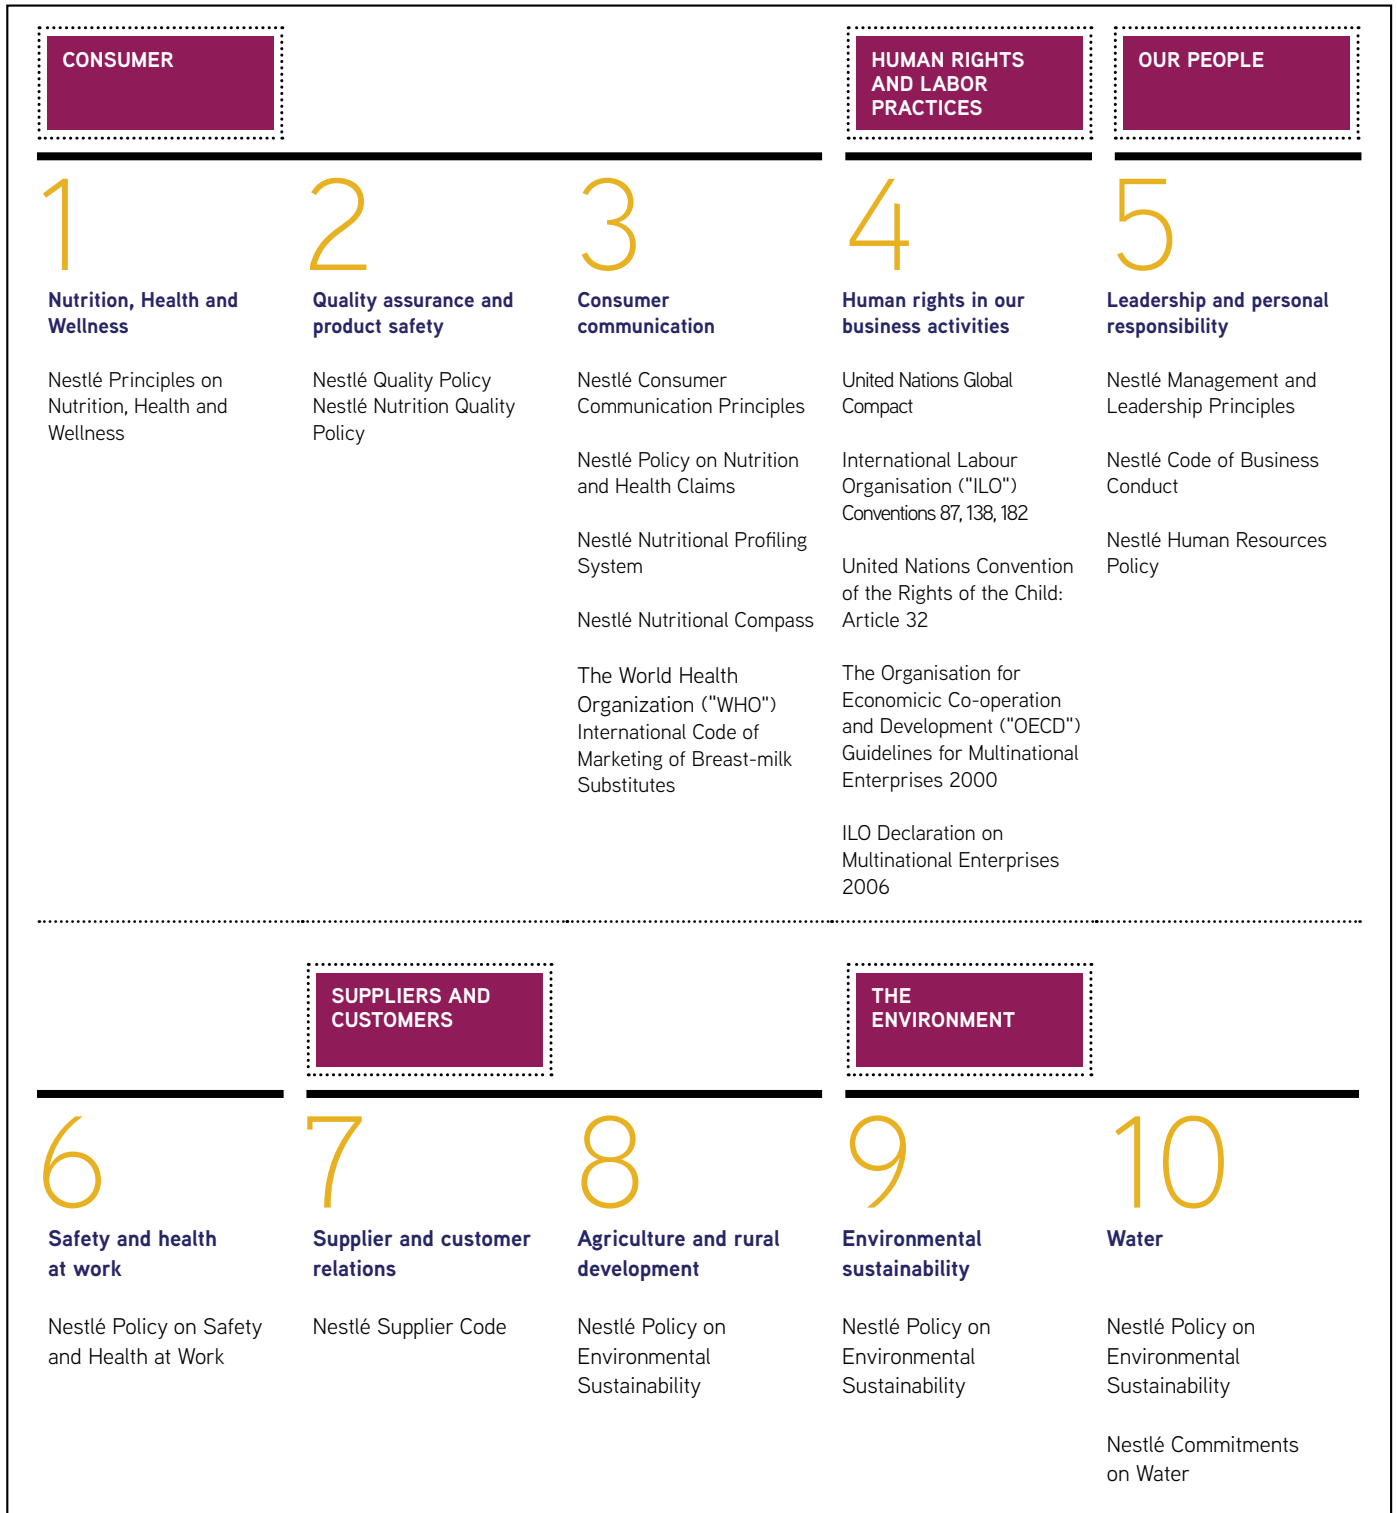 CONSUMER
HUMAN RIGHTS
AND LABOR
PRACTICES
OUR PEOPLE
1
Nutrition, Health and
Wellness
Nestlé Principles on
Nutrition, Health and
Wellness
2
Quality assurance and
product safety
Nestlé Quality Policy
Nestlé Nutrition Quality
Policy
3
Consumer
communication
Nestlé Consumer
Communication Principles
Nestlé Policy on Nutrition
and Health Claims
Nestlé Nutritional Profiling
System
Nestlé Nutritional Compass
The World Health
Organization ("WHO")
International Code of
Marketing of Breast-milk
Substitutes
4
Human rights in our
business activities
United Nations Global
Compact
International Labour
Organisation ("ILO")
Conventions 87, 138, 182
United Nations Convention
of the Rights of the Child:
Article 32
The Organisation for
Economicic Co-operation
and Development ("OECD")
Guidelines for Multinational
Enterprises 2000
ILO Declaration on
Multinational Enterprises
2006
5
Leadership and personal
responsibility
Nestlé Management and
Leadership Principles
Nestlé Code of Business
Conduct
Nestlé Human Resources
Policy
SUPPLIERS AND
CUSTOMERS
THE
ENVIRONMENT
6
Safety and health
at work
Nestlé Policy on Safety
and Health at Work
7
Supplier and customer
relations
Nestlé Supplier Code
8
Agriculture and rural
development
Nestlé Policy on
Environmental
Sustainability
9
Environmental
sustainability
Nestlé Policy on
Environmental
Sustainability
10
Water
Nestlé Policy on
Environmental
Sustainability
Nestlé Commitments
on Water